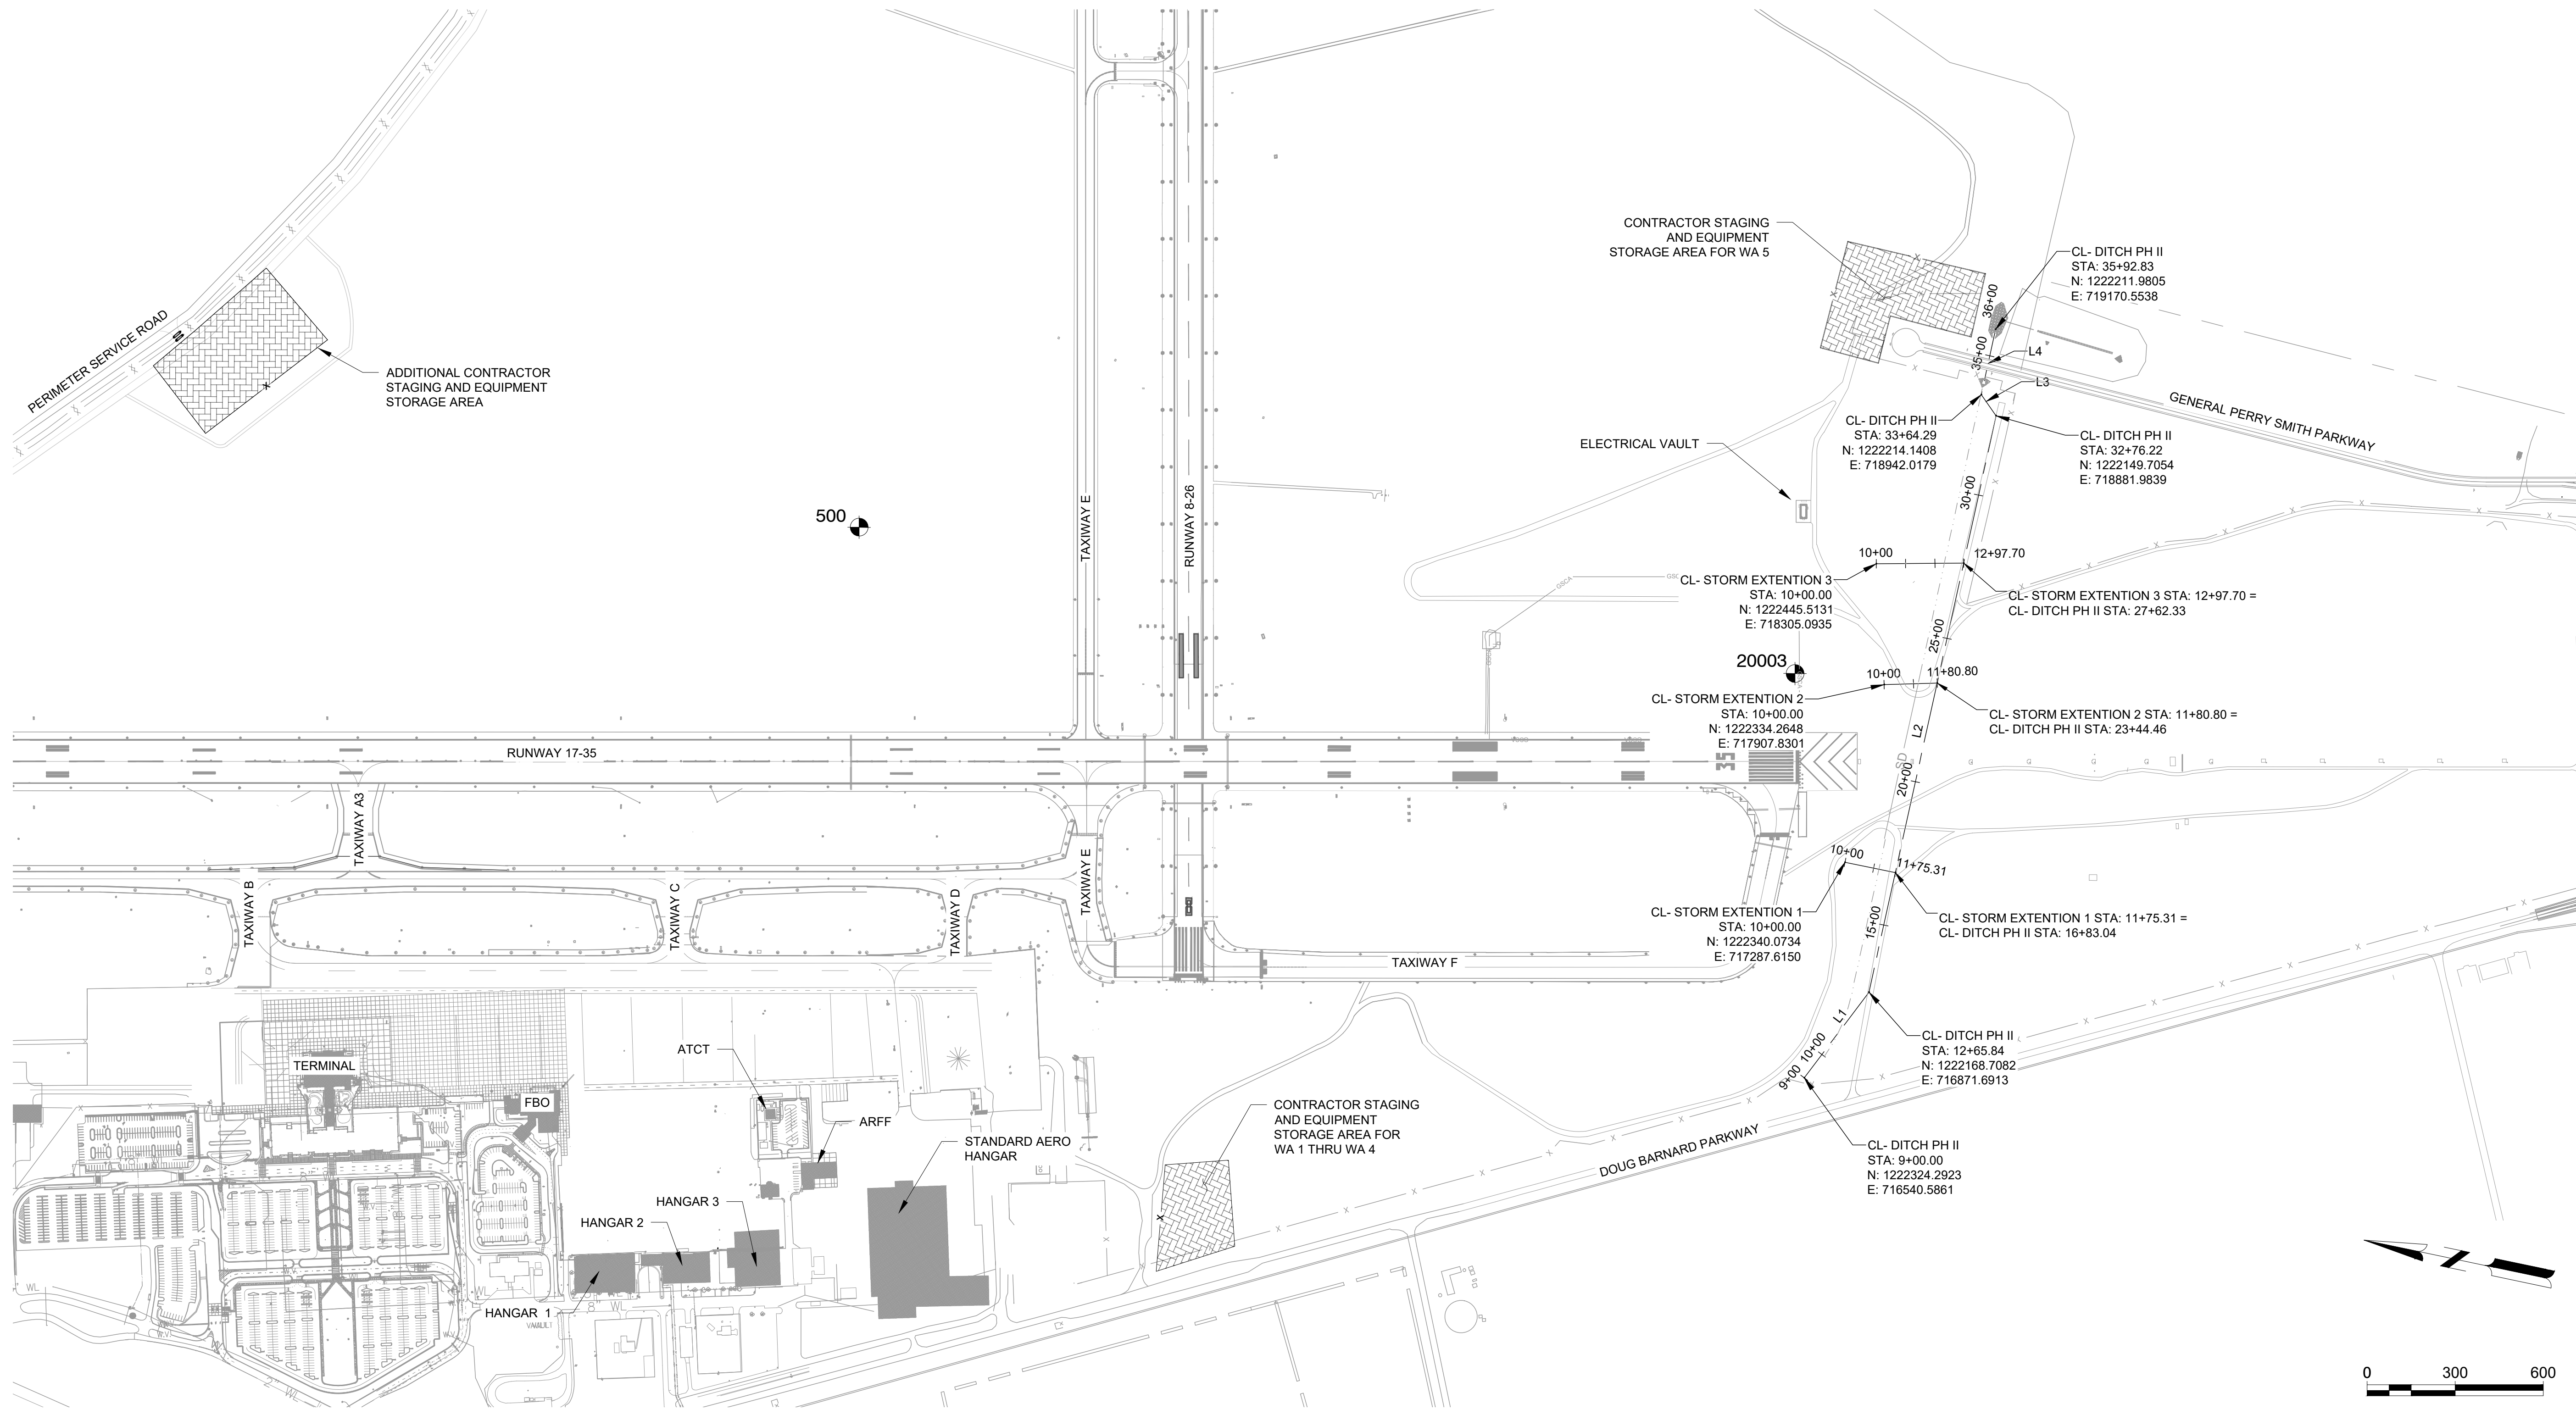 CONTRACTOR STAGING
AND EQUIPMENT
STORAGE AREA FOR WA 5
CL- DITCH PH II
STA: 35+92.83
N: 1222211.9805
E: 719170.5538
36+00
35+00
L4
L3
PERIMETER SERVICE ROAD
ADDITIONAL CONTRACTOR
STAGING AND EQUIPMENT
STORAGE AREA
GENERAL PERRY SMITH PARKWAY
CL- DITCH PH II
STA: 33+64.29
N: 1222214.1408
E: 718942.0179
CL- DITCH PH II
STA: 32+76.22
N: 1222149.7054
E: 718881.9839
ELECTRICAL VAULT
30+00
500
TAXIWAY E
RUNWAY 8-26
10+00
12+97.70
GSCA
CL- STORM EXTENTION 3
STA: 10+00.00
N: 1222445.5131
E: 718305.0935
CL- STORM EXTENTION 3 STA: 12+97.70 =
CL- DITCH PH II STA: 27+62.33
25+00
20003
10+00
11+80.80
CL- STORM EXTENTION 2
STA: 10+00.00
N: 1222334.2648
E: 717907.8301
CL- STORM EXTENTION 2 STA: 11+80.80 =
CL- DITCH PH II STA: 23+44.46
L2
SD
RUNWAY 17-35
35
20+00
TAXIWAY A3
10+00
11+75.31
TAXIWAY B
TAXIWAY C
TAXIWAY D
TAXIWAY E
CL- STORM EXTENTION 1
STA: 10+00.00
N: 1222340.0734
E: 717287.6150
CL- STORM EXTENTION 1 STA: 11+75.31 =
CL- DITCH PH II STA: 16+83.04
15+00
TAXIWAY F
L1
CL- DITCH PH II
STA: 12+65.84
N: 1222168.7082
E: 716871.6913
10+00
9+00
ATCT
TERMINAL
FBO
ARFF
STANDARD AERO
HANGAR
CONTRACTOR STAGING
AND EQUIPMENT
STORAGE AREA FOR
WA 1 THRU WA 4
DOUG BARNARD PARKWAY
CL- DITCH PH II
STA: 9+00.00
N: 1222324.2923
E: 716540.5861
HANGAR 3
HANGAR 2
HANGAR 1
WL
WL
WL
2" WL
0 300 600